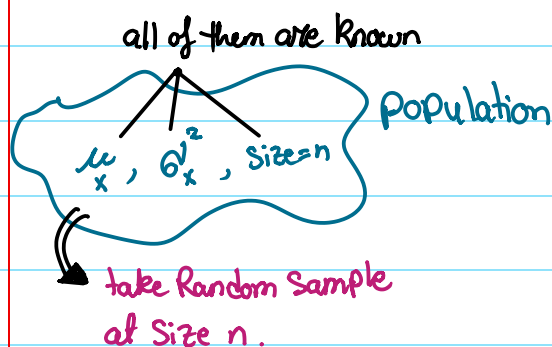 all of them are known
population
μx , σx² , size=n
take Random Sample
at Size n.